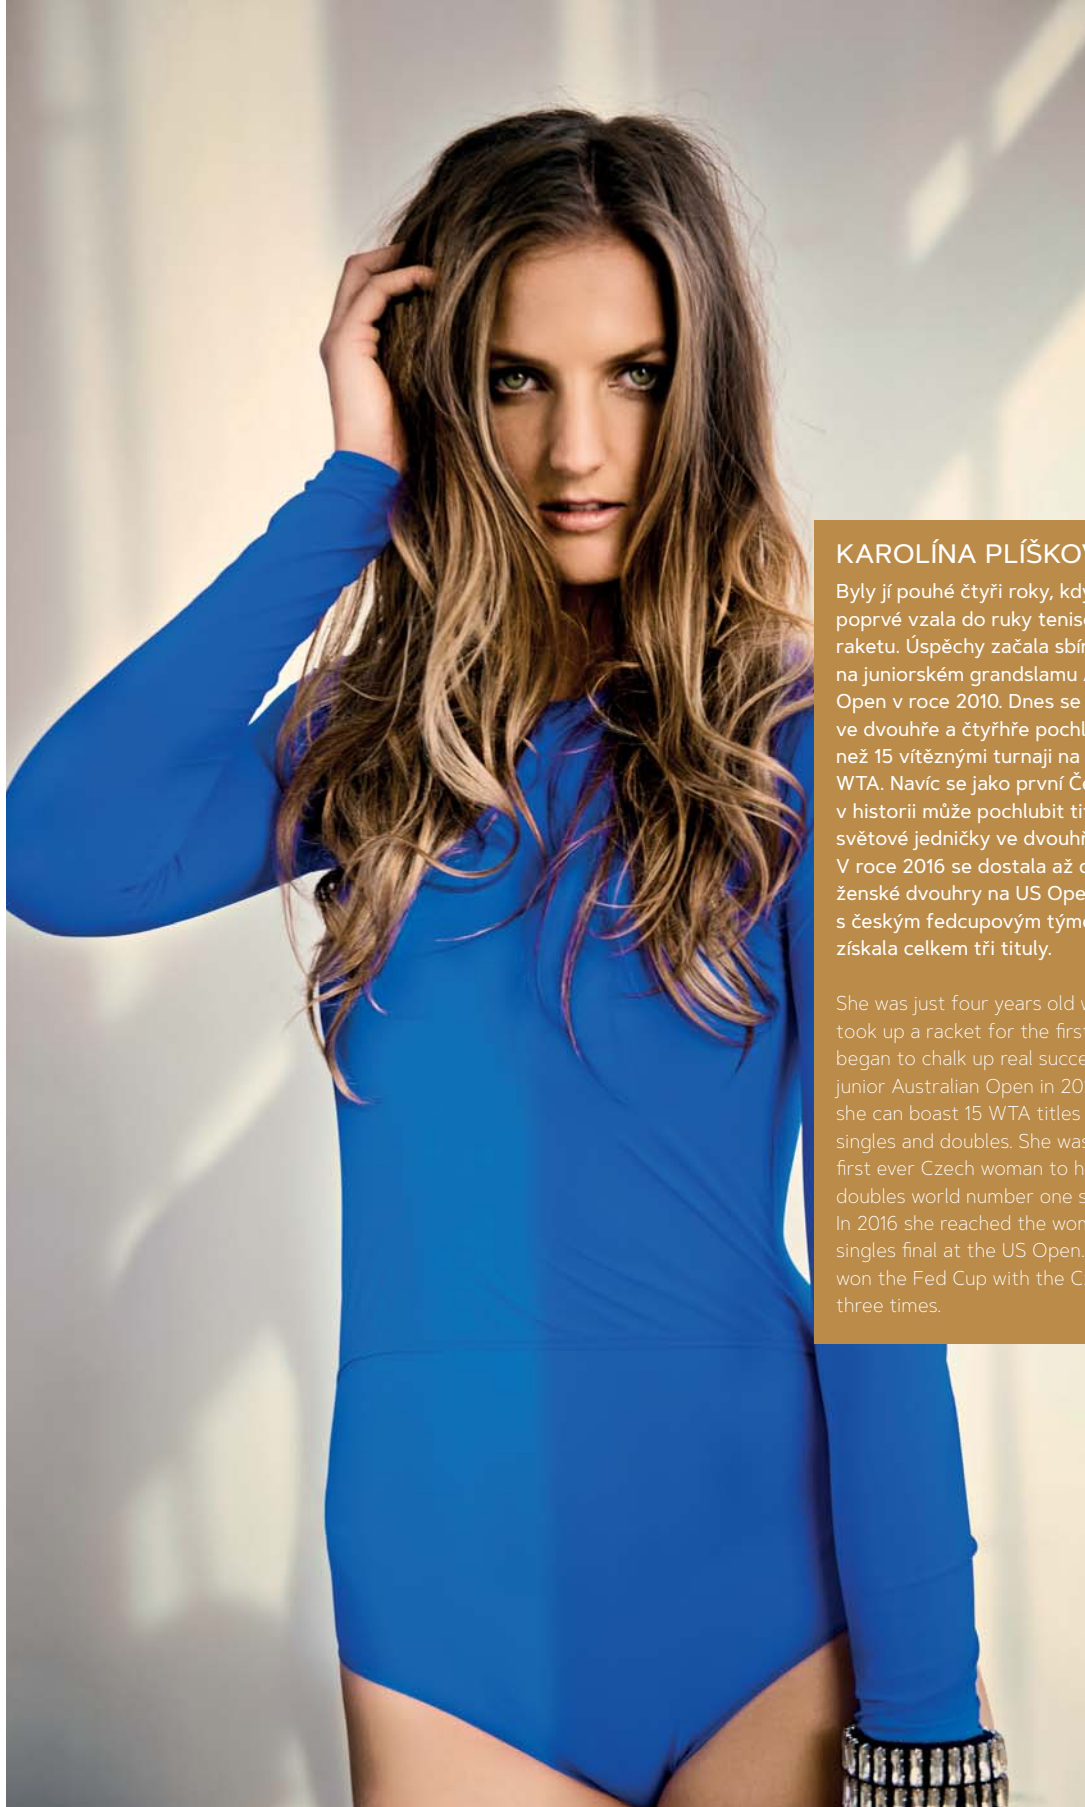 KAROLÍNA PLÍŠKOV
Byly jí pouhé čtyři roky, kdy
poprvé vzala do ruky teniso
raketu. Úspěchy začala sbír
na juniorském grandslamu
Open v roce 2010. Dnes se
ve dvouhře a čtyřhře pochl
než 15 vítěznými turnaji na
WTA. Navíc se jako první Če
v historii může pochlubit tit
světové jedničky ve dvouhř
V roce 2016 se dostala až
ženské dvouhry na US Ope
s českým fedcupovým týme
získala celkem tři tituly.
She was just four years old
took up a racket for the first
began to chalk up real succe
junior Australian Open in 20
she can boast 15 WTA titles
singles and doubles. She was
first ever Czech woman to h
doubles world number one s
In 2016 she reached the wom
singles final at the US Open.
won the Fed Cup with the C
three times.